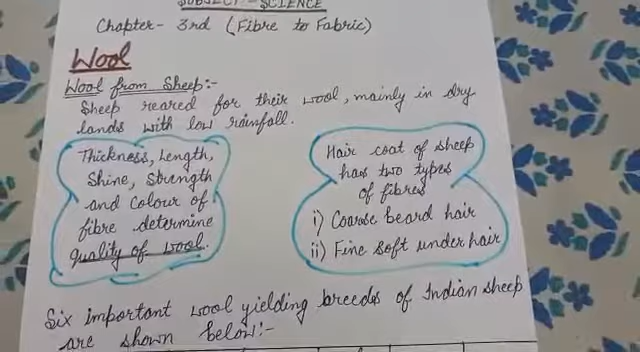 SUBJECT - SCIENCE
Chapter- 3rd (Fibre to Fabric)
Wool
Wool from Sheep:-
Sheep reared for their wool, mainly in dry
lands with low rainfall.
Thickness, Length,
Shine, Strength
and Colour of
fibre determine
quality of wool.
Hair coat of sheep
has two types
of fibres
i) Coarse beard hair
ii) Fine soft under hair
Six important wool yielding breeds of Indian sheep
are shown below:-